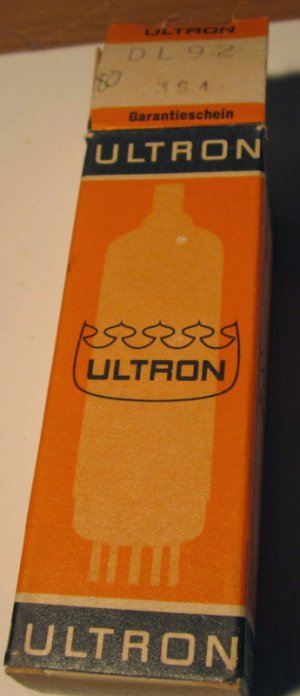 ULTRON
DL92
80
3S4
Garantieschein
ULTRON
ULTRON
ULTRON